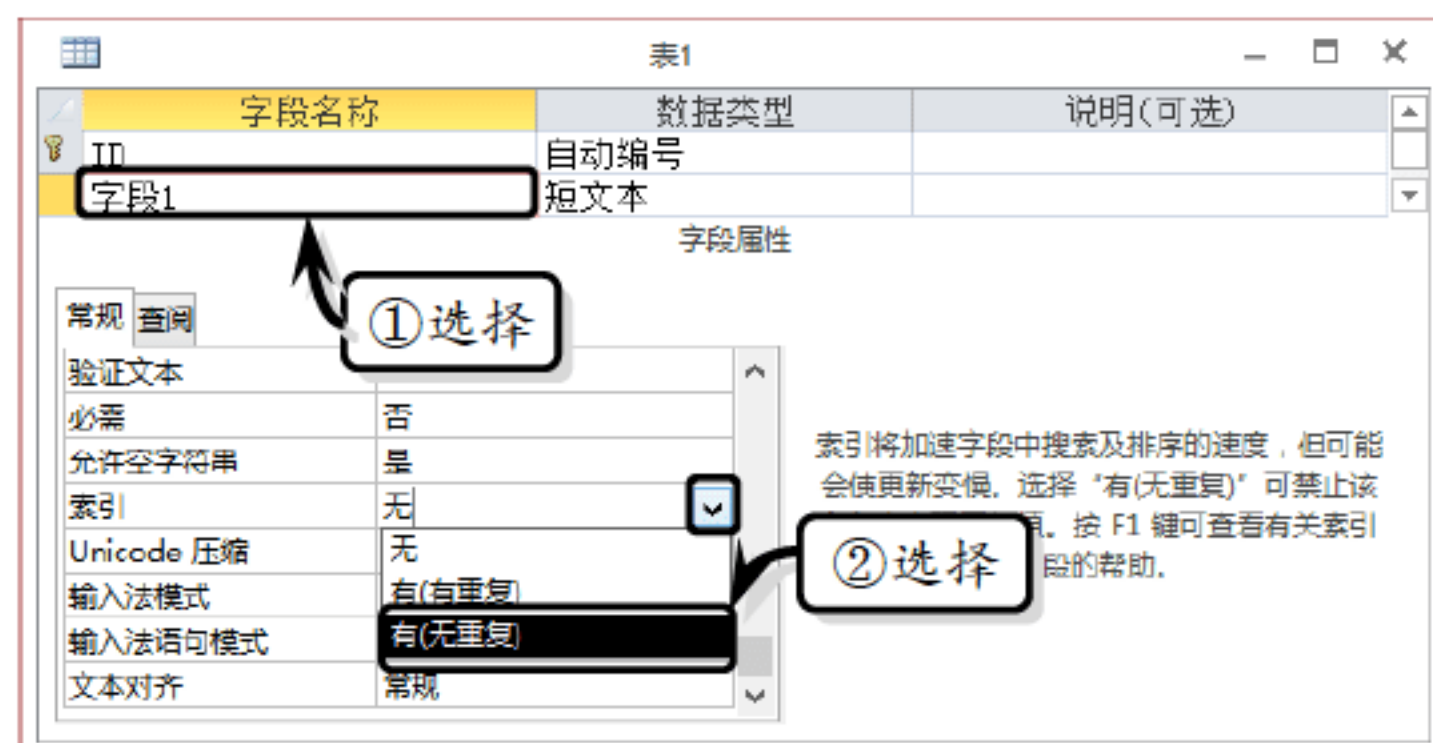 表1
字段名称 数据类型 说明(可选)
ID 自动编号
字段1 短文本
字段属性
①选择
常规 查阅
验证文本
必需 否
允许空字符串 是
索引 无
Unicode 压缩 无
输入法模式 有(有重复)
输入法语句模式 有(无重复)
文本对齐 常规
索引将加速字段中搜索及排序的速度，但可能
会使更新变慢。选择“有(无重复)”可禁止该
。按 F1 键可查看有关索引
段的帮助。
②选择